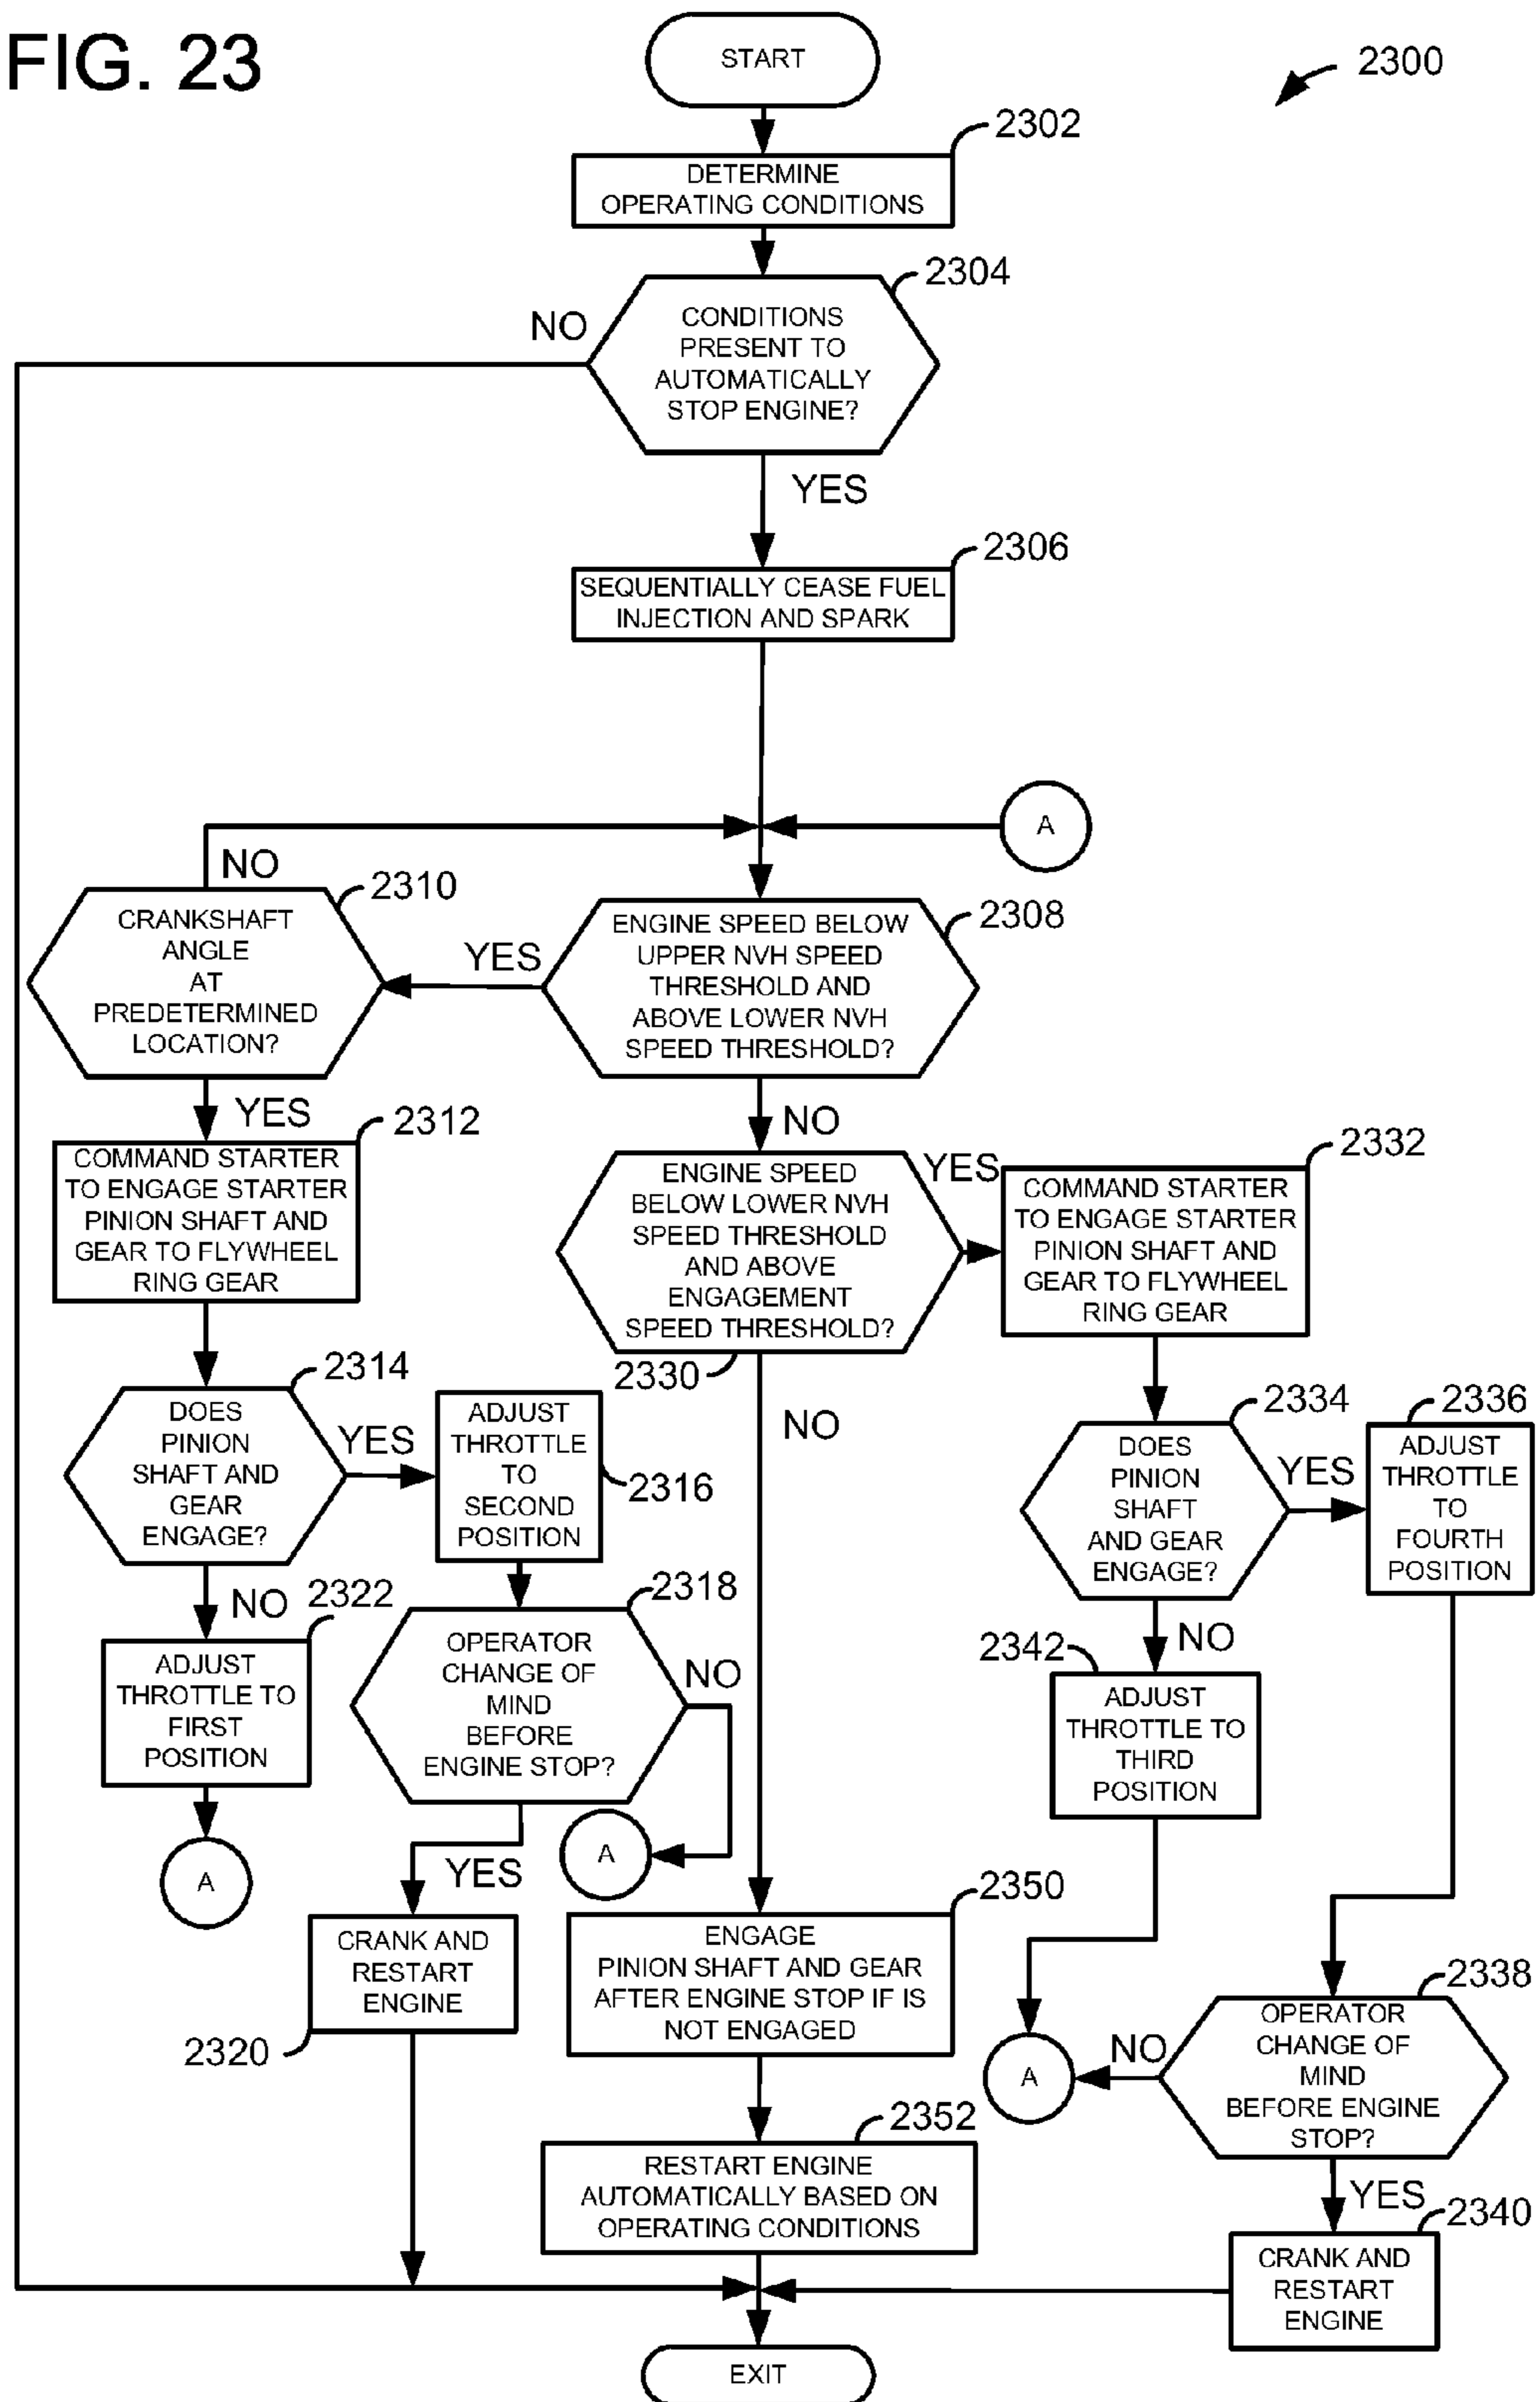 FIG. 23
START
2300
2302
DETERMINE
OPERATING CONDITIONS
2304
NO
CONDITIONS
PRESENT TO
AUTOMATICALLY
STOP ENGINE?
YES
2306
SEQUENTIALLY CEASE FUEL
INJECTION AND SPARK
A
NO
2310
CRANKSHAFT
ANGLE
AT
PREDETERMINED
LOCATION?
YES
2308
ENGINE SPEED BELOW
UPPER NVH SPEED
THRESHOLD AND
ABOVE LOWER NVH
SPEED THRESHOLD?
YES
2312
COMMAND STARTER
TO ENGAGE STARTER
PINION SHAFT AND
GEAR TO FLYWHEEL
RING GEAR
NO
ENGINE SPEED
BELOW LOWER NVH
SPEED THRESHOLD
AND ABOVE
ENGAGEMENT
SPEED THRESHOLD?
2330
YES
2332
COMMAND STARTER
TO ENGAGE STARTER
PINION SHAFT AND
GEAR TO FLYWHEEL
RING GEAR
2314
DOES
PINION
SHAFT AND
GEAR
ENGAGE?
YES
ADJUST
THROTTLE
TO
SECOND
POSITION
2316
NO
2334
DOES
PINION
SHAFT
AND GEAR
ENGAGE?
YES
2336
ADJUST
THROTTLE
TO
FOURTH
POSITION
NO
2322
ADJUST
THROTTLE TO
FIRST
POSITION
A
2318
OPERATOR
CHANGE OF
MIND
BEFORE
ENGINE STOP?
NO
A
YES
2342
NO
ADJUST
THROTTLE TO
THIRD
POSITION
CRANK AND
RESTART
ENGINE
2320
2350
ENGAGE
PINION SHAFT AND GEAR
AFTER ENGINE STOP IF IS
NOT ENGAGED
A
NO
2338
OPERATOR
CHANGE OF
MIND
BEFORE ENGINE
STOP?
2352
RESTART ENGINE
AUTOMATICALLY BASED ON
OPERATING CONDITIONS
YES
2340
CRANK AND
RESTART
ENGINE
EXIT